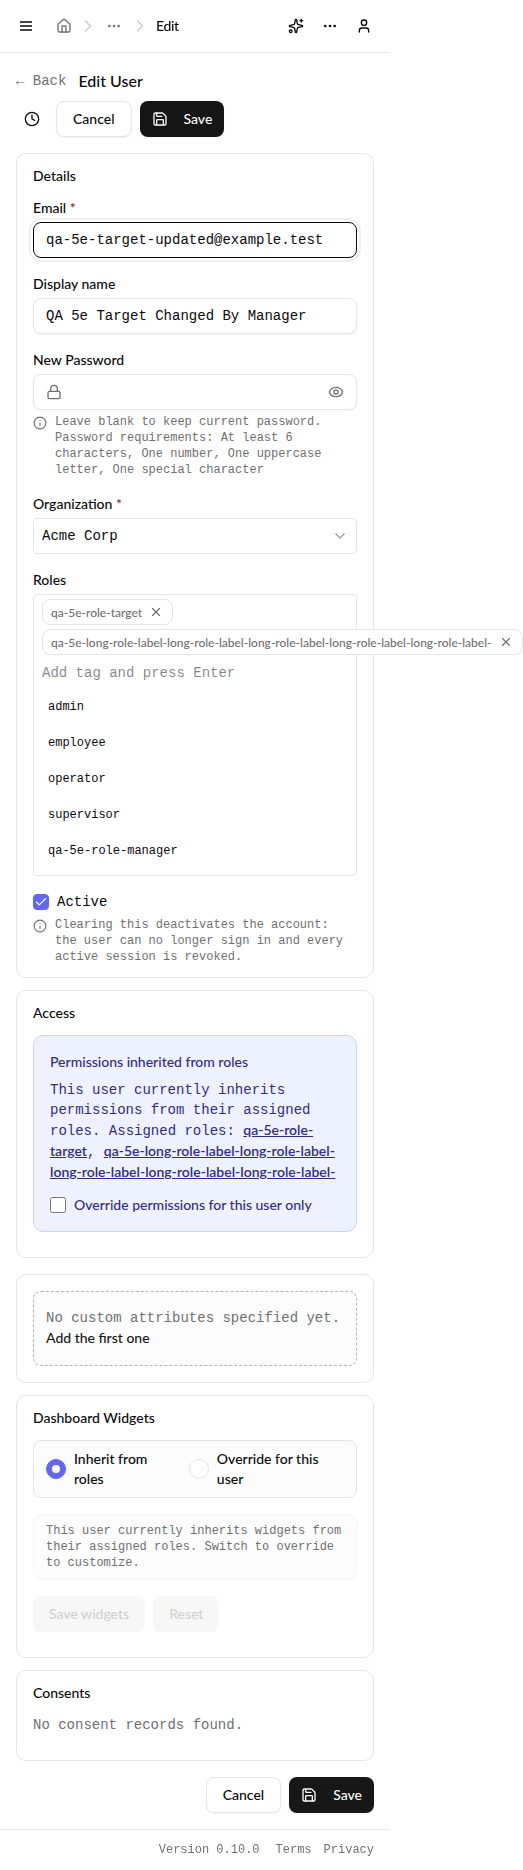 Edit
← Back Edit User
Cancel Save
Details
Email *
qa-5e-target-updated@example.test
Display name
QA 5e Target Changed By Manager
New Password
Leave blank to keep current password.
Password requirements: At least 6
characters, One number, One uppercase
letter, One special character
Organization *
Acme Corp
Roles
qa-5e-role-target
qa-5e-long-role-label-long-role-label-long-role-label-long-role-label-long-role-label-
Add tag and press Enter
admin
employee
operator
supervisor
qa-5e-role-manager
Active
Clearing this deactivates the account:
the user can no longer sign in and every
active session is revoked.
Access
Permissions inherited from roles
This user currently inherits
permissions from their assigned
roles. Assigned roles: qa-5e-role-
target, qa-5e-long-role-label-long-role-label-
long-role-label-long-role-label-long-role-label-
Override permissions for this user only
No custom attributes specified yet.
Add the first one
Dashboard Widgets
Inherit from
roles
Override for this
user
This user currently inherits widgets from
their assigned roles. Switch to override
to customize.
Save widgets Reset
Consents
No consent records found.
Cancel Save
Version 0.10.0 Terms Privacy